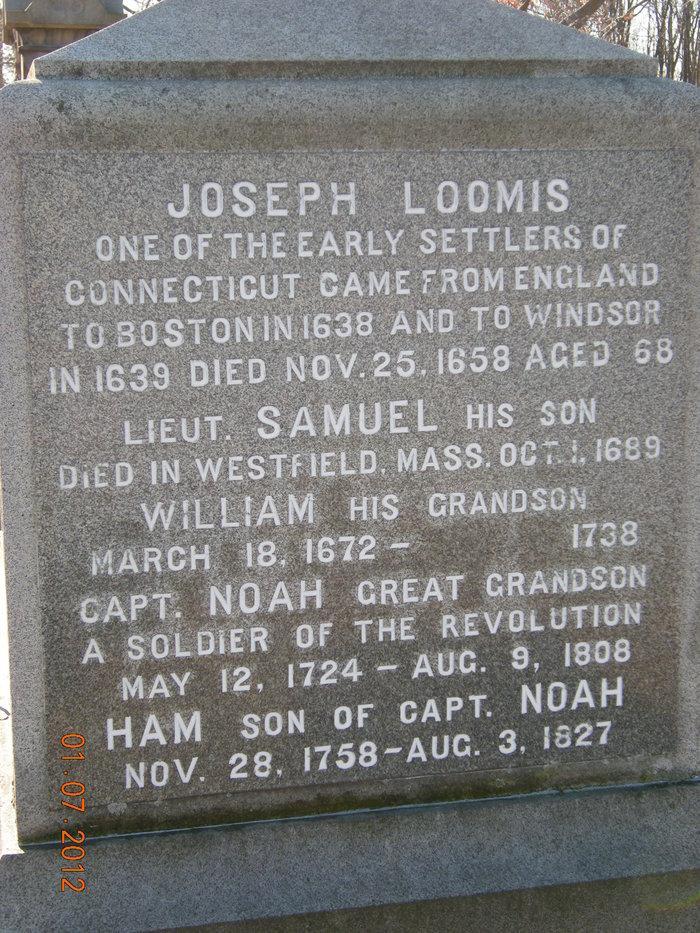 JOSEPH LOOMIS
ONE OF THE EARLY SETTLERS OF
CONNECTICUT CAME FROM ENGLAND
TO BOSTON IN 1638 AND TO WINDSOR
IN 1639 DIED NOV. 25. 1658 AGED 68
LIEUT. SAMUEL HIS SON
DIED IN WESTFIELD, MASS. OCT. 1. 1689
WILLIAM HIS GRANDSON
MARCH 18, 1672 – 1738
CAPT. NOAH GREAT GRANDSON
A SOLDIER OF THE REVOLUTION
MAY 12, 1724 – AUG. 9, 1808
HAM SON OF CAPT. NOAH
NOV. 28, 1758 – AUG. 3, 1827
01.07.2012